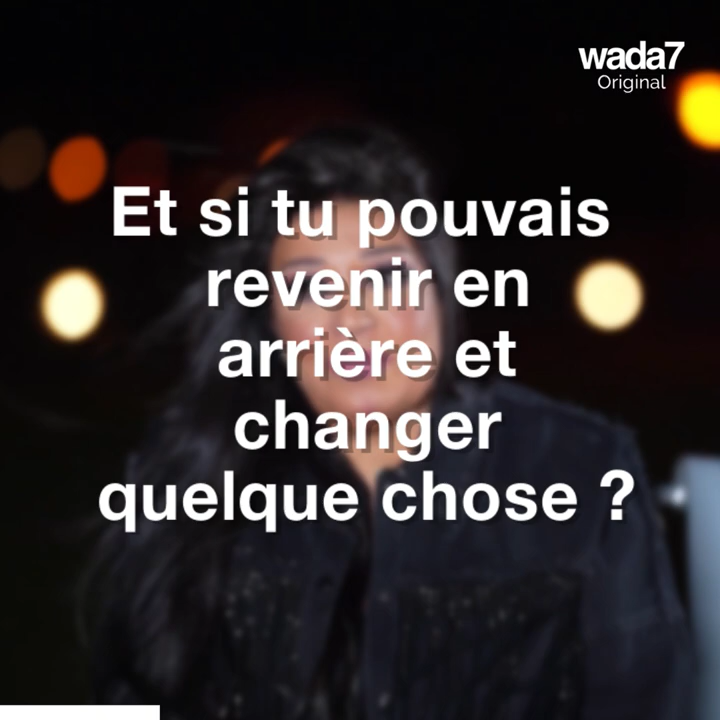 wada7
Original
Et si tu pouvais
revenir en
arrière et
changer
quelque chose ?